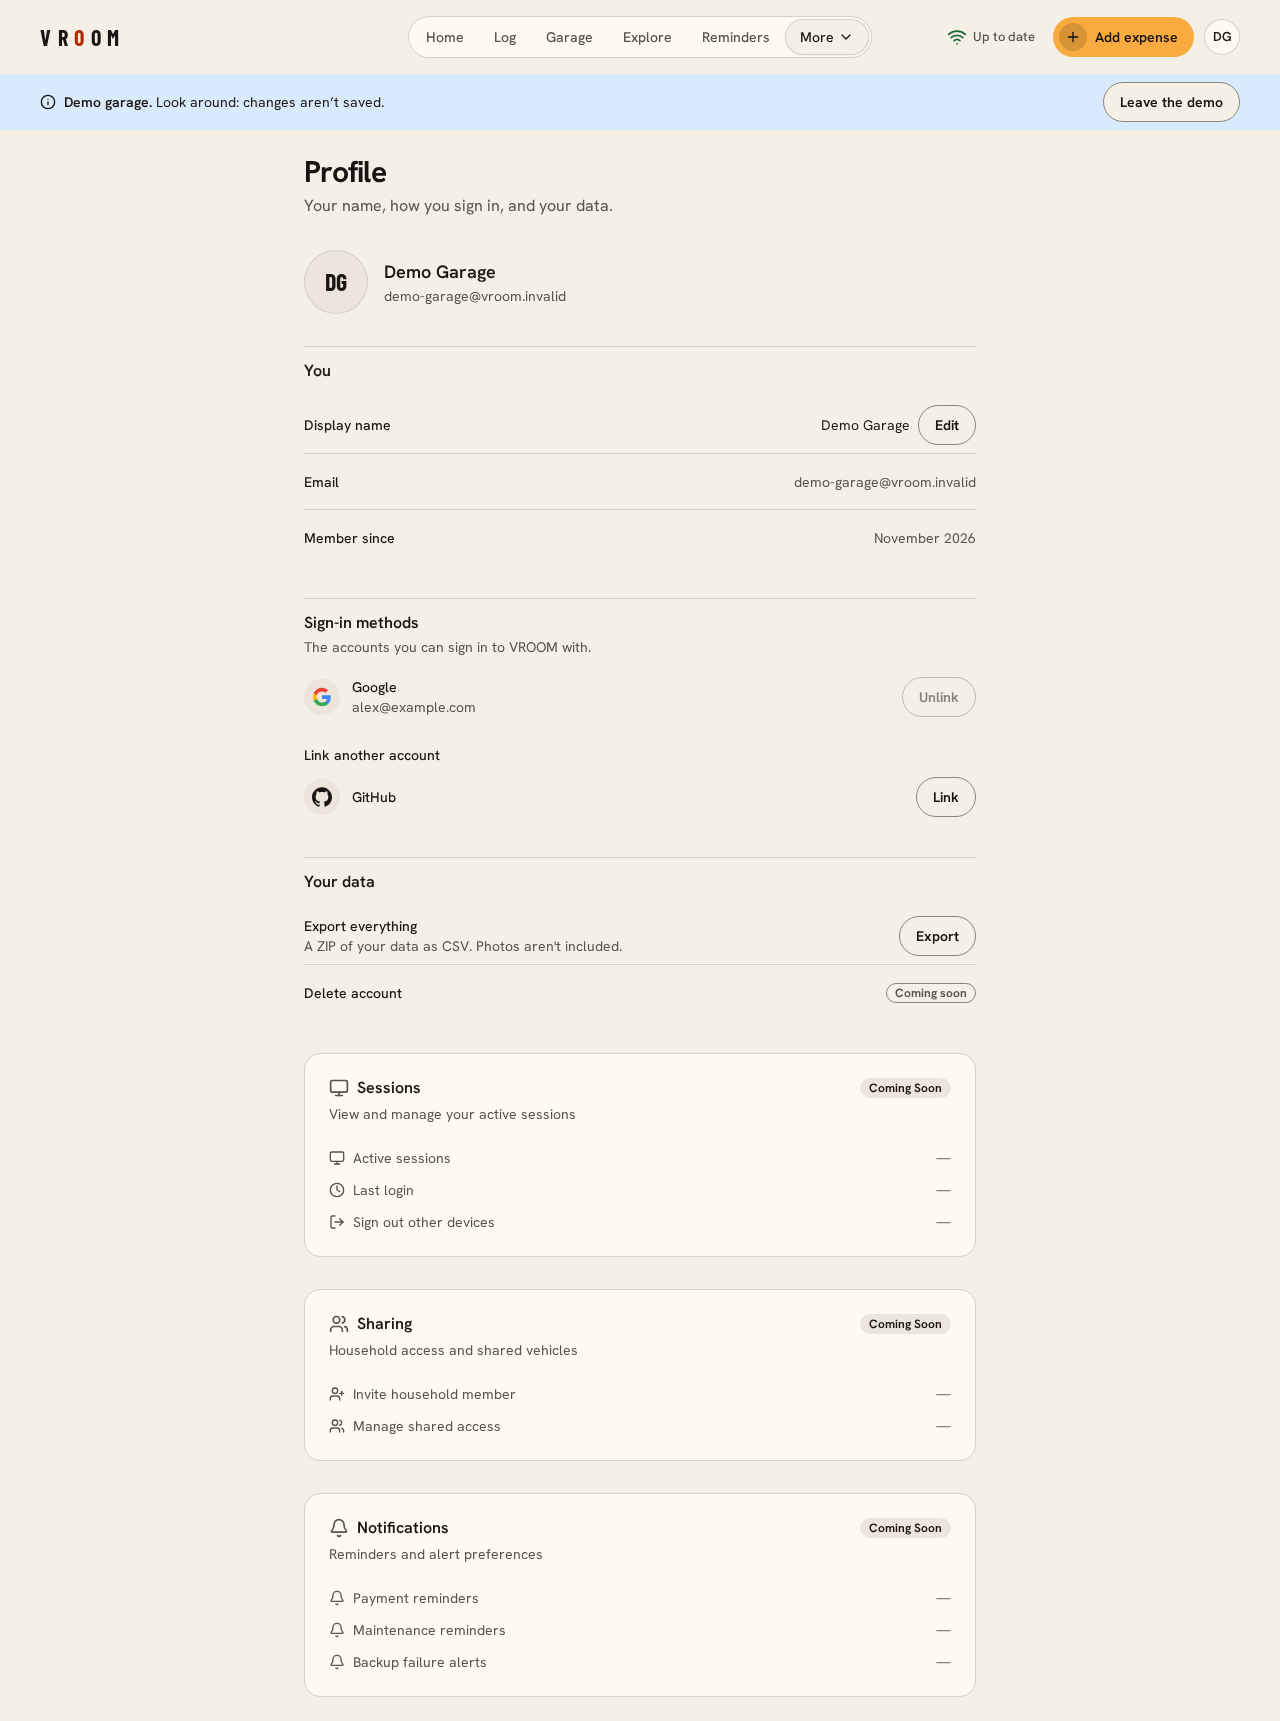 VROOM
Home Log Garage Explore Reminders More
Up to date
Add expense
DG
Demo garage. Look around: changes aren’t saved.
Leave the demo
Profile
Your name, how you sign in, and your data.
DG
Demo Garage
demo-garage@vroom.invalid
You
Display name
Demo Garage
Edit
Email
demo-garage@vroom.invalid
Member since
November 2026
Sign-in methods
The accounts you can sign in to VROOM with.
Google
alex@example.com
Unlink
Link another account
GitHub
Link
Your data
Export everything
A ZIP of your data as CSV. Photos aren't included.
Export
Delete account
Coming soon
Sessions
Coming Soon
View and manage your active sessions
Active sessions —
Last login —
Sign out other devices —
Sharing
Coming Soon
Household access and shared vehicles
Invite household member —
Manage shared access —
Notifications
Coming Soon
Reminders and alert preferences
Payment reminders —
Maintenance reminders —
Backup failure alerts —